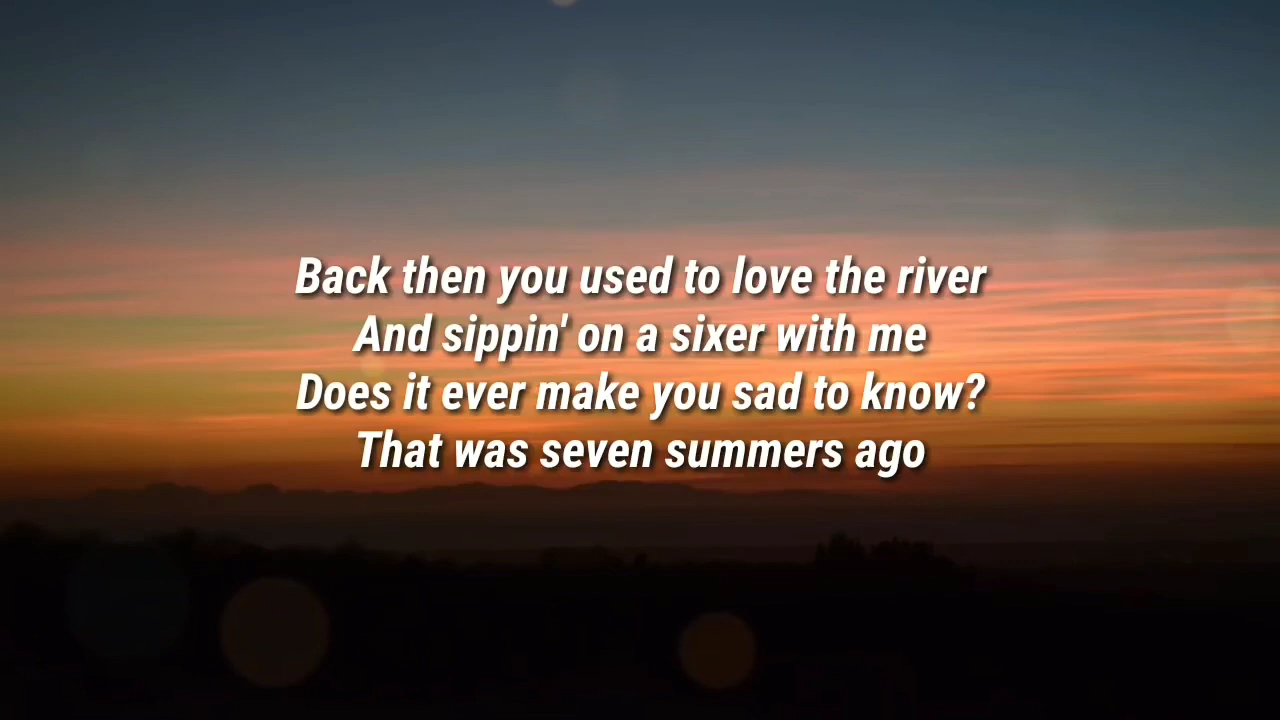 Back then you used to love the river
And sippin' on a sixer with me
Does it ever make you sad to know?
That was seven summers ago